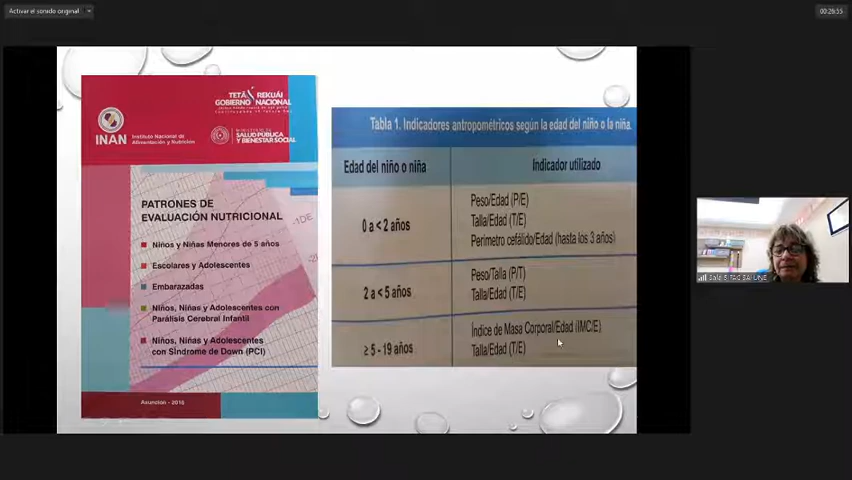 Activar el sonido original
00:26:55
TETÃ REKUÁI
GOBIERNO NACIONAL
INAN
Instituto Nacional de
Alimentación y Nutrición
SALUD PÚBLICA
Y BIENESTAR SOCIAL
PATRONES DE
EVALUACIÓN NUTRICIONAL
Niños y Niñas Menores de 5 años
Escolares y Adolescentes
Embarazadas
Niños, Niñas y Adolescentes con
Parálisis Cerebral Infantil
Niños, Niñas y Adolescentes
con Síndrome de Down (PCI)
-1DE
Tabla 1. Indicadores antropométricos según la edad del niño o la niña.
Edad del niño o niña
Indicador utilizado
0 a < 2 años
Peso/Edad (P/E)
Talla/Edad (T/E)
Perímetro cefálido/Edad (hasta los 3 años)
2 a < 5 años
Peso/Talla (P/T)
Talla/Edad (T/E)
≥ 5 - 19 años
Índice de Masa Corporal/Edad (IMC/E)
Talla/Edad (T/E)